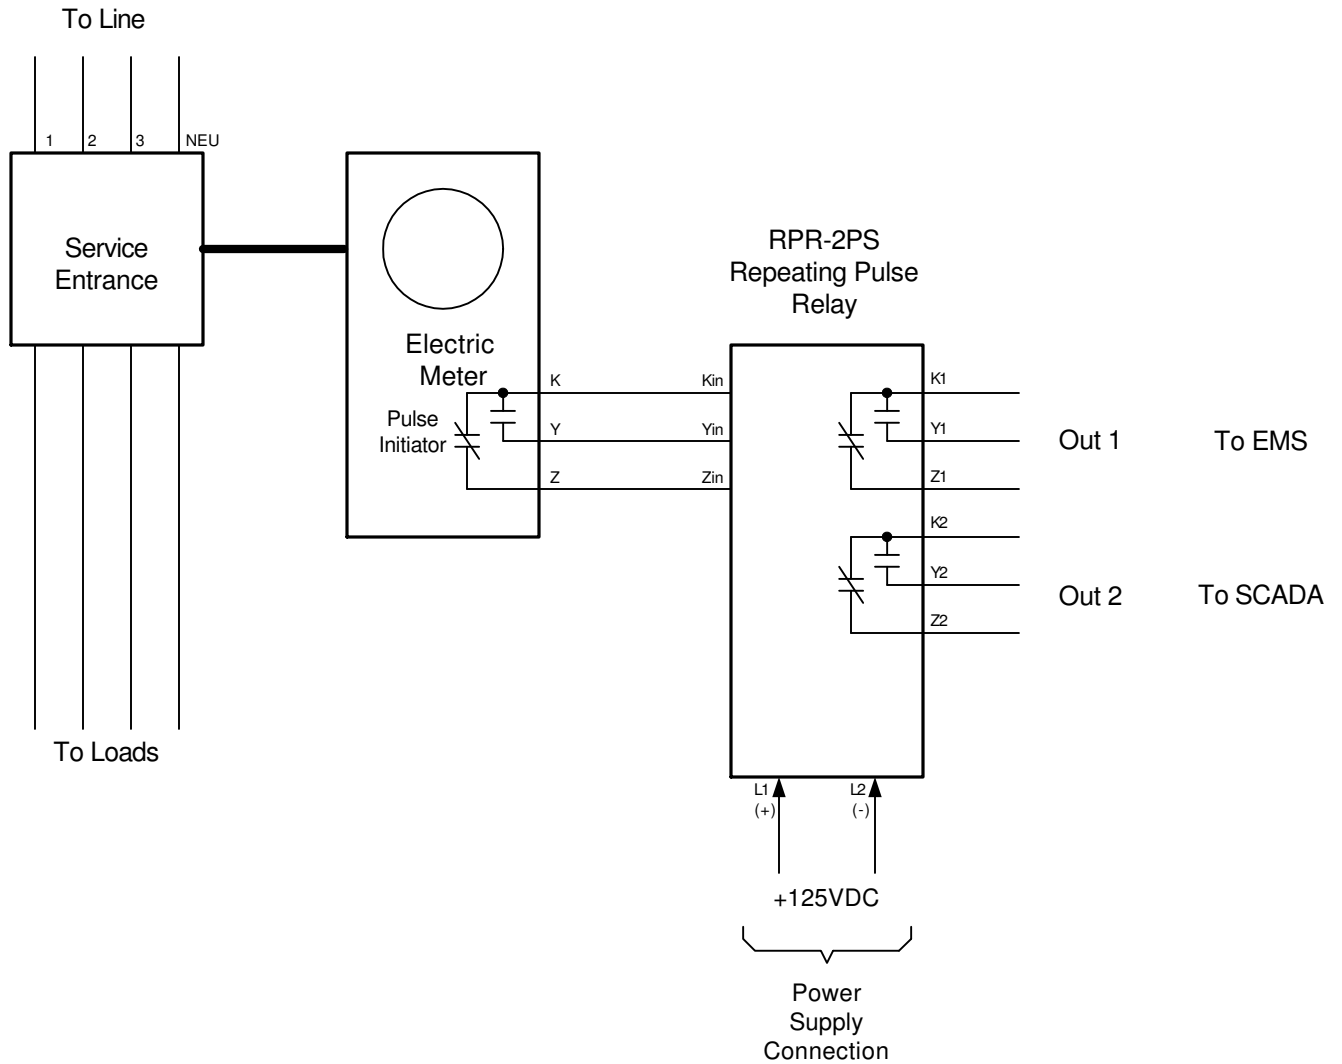 To Line
1
2
3
NEU
Service
Entrance
Electric
Meter
Pulse
Initiator
K
Y
Z
RPR-2PS
Repeating Pulse
Relay
Kin
Yin
Zin
K1
Y1
Z1
Out 1
To EMS
K2
Y2
Z2
Out 2
To SCADA
To Loads
L1
(+)
L2
(-)
+125VDC
Power
Supply
Connection